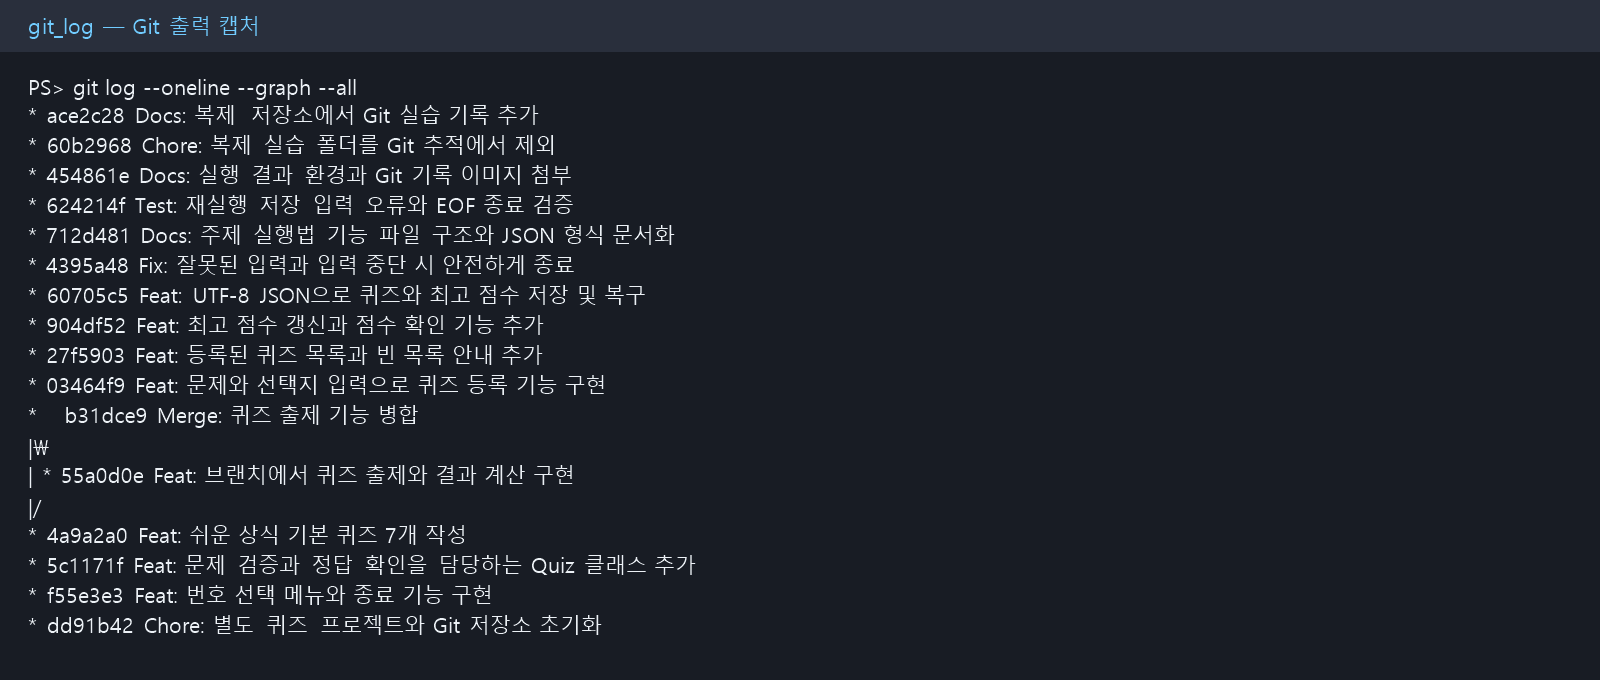 git_log — Git 출력 캡처
PS> git log --oneline --graph --all
* ace2c28 Docs: 복제 저장소에서 Git 실습 기록 추가
* 60b2968 Chore: 복제 실습 폴더를 Git 추적에서 제외
* 454861e Docs: 실행 결과 환경과 Git 기록 이미지 첨부
* 624214f Test: 재실행 저장 입력 오류와 EOF 종료 검증
* 712d481 Docs: 주제 실행법 기능 파일 구조와 JSON 형식 문서화
* 4395a48 Fix: 잘못된 입력과 입력 중단 시 안전하게 종료
* 60705c5 Feat: UTF-8 JSON으로 퀴즈와 최고 점수 저장 및 복구
* 904df52 Feat: 최고 점수 갱신과 점수 확인 기능 추가
* 27f5903 Feat: 등록된 퀴즈 목록과 빈 목록 안내 추가
* 03464f9 Feat: 문제와 선택지 입력으로 퀴즈 등록 기능 구현
*   b31dce9 Merge: 퀴즈 출제 기능 병합
|₩
| * 55a0d0e Feat: 브랜치에서 퀴즈 출제와 결과 계산 구현
|/
* 4a9a2a0 Feat: 쉬운 상식 기본 퀴즈 7개 작성
* 5c1171f Feat: 문제 검증과 정답 확인을 담당하는 Quiz 클래스 추가
* f55e3e3 Feat: 번호 선택 메뉴와 종료 기능 구현
* dd91b42 Chore: 별도 퀴즈 프로젝트와 Git 저장소 초기화